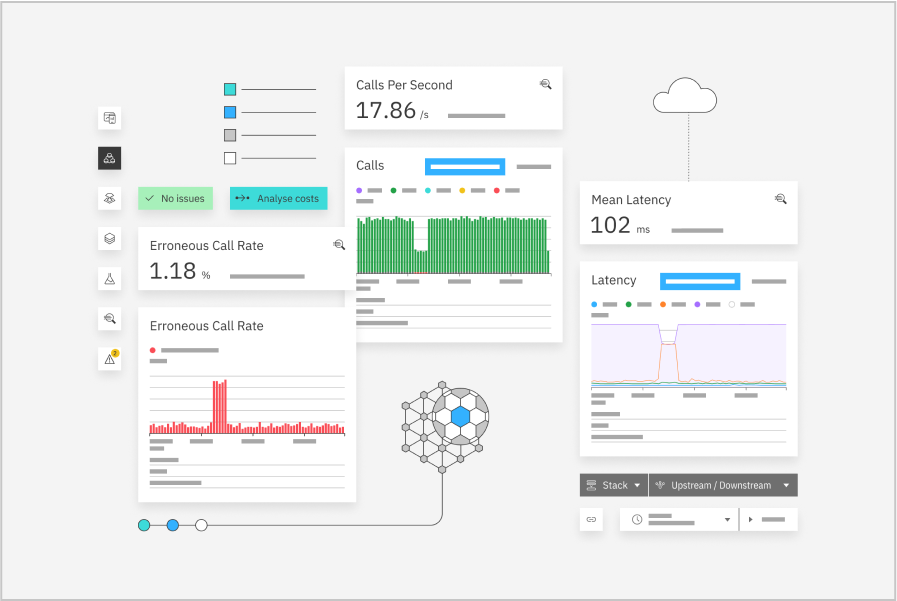 Calls Per Second
17.86 /s
Calls
No issues
Analyse costs
Erroneous Call Rate
1.18 %
Erroneous Call Rate
Mean Latency
102 ms
Latency
2
Stack
Upstream / Downstream